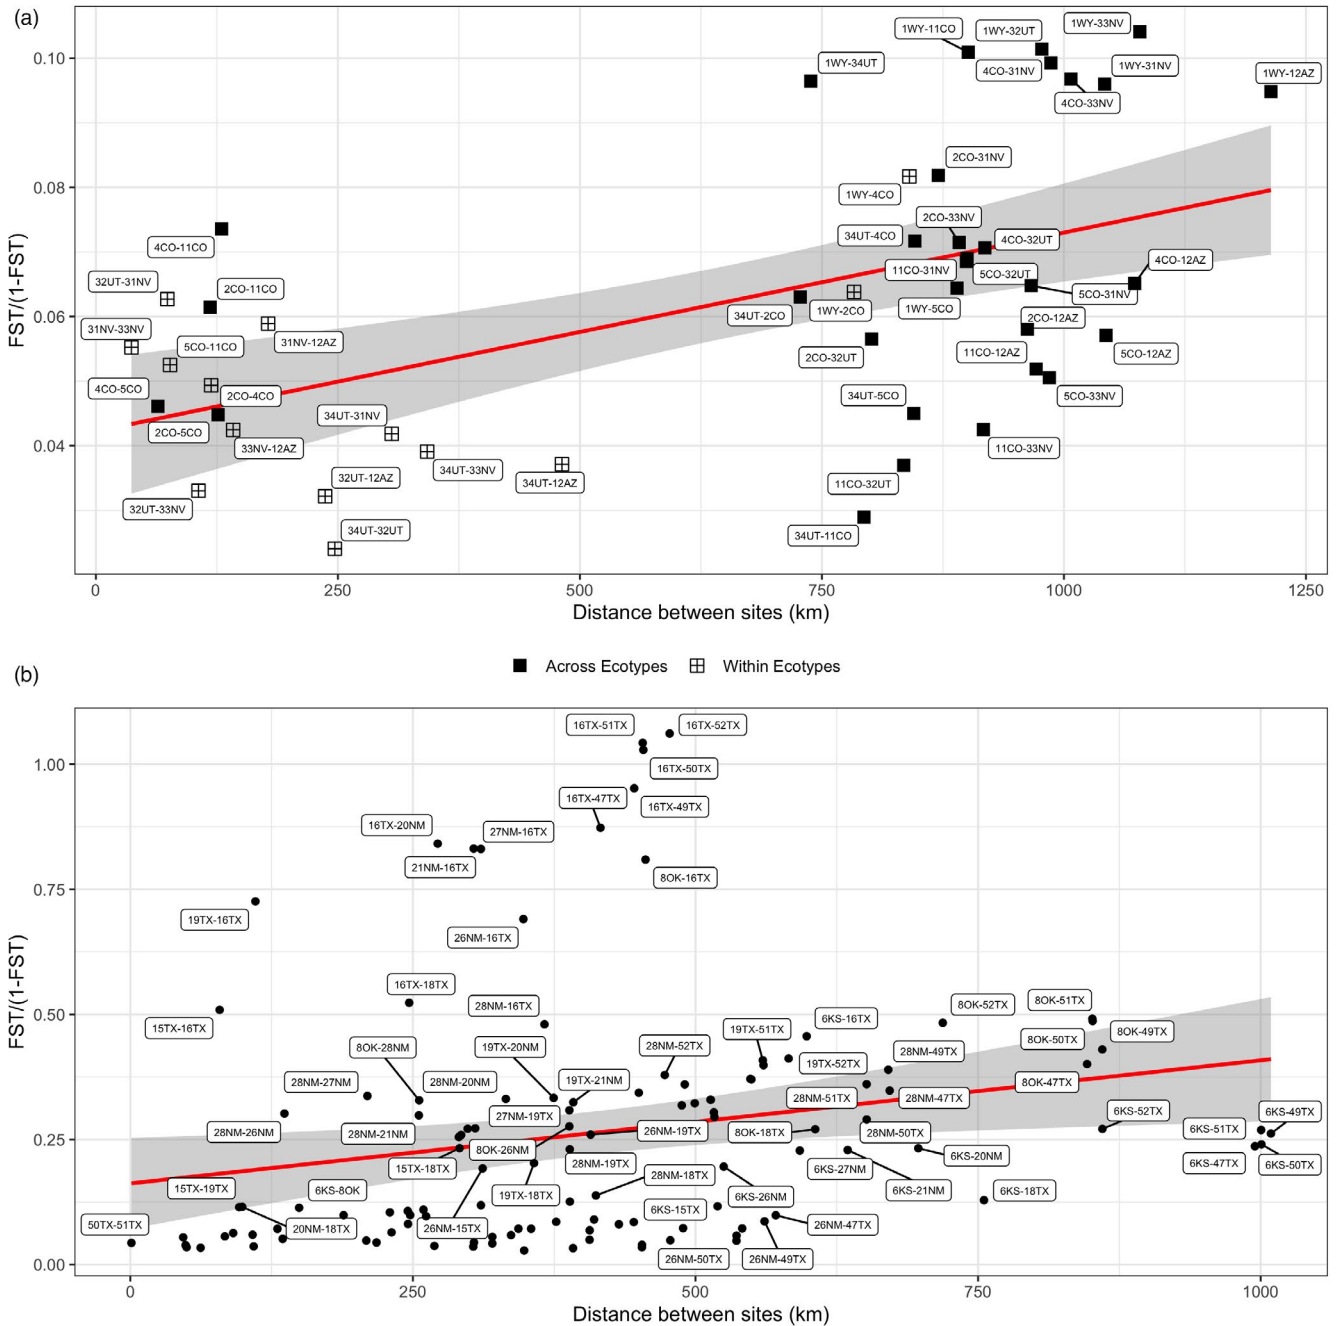 (a)
1WY-11CO
1WY-32UT
1WY-33NV
0.10
1WY-34UT
4CO-31NV
1WY-31NV
1WY-12AZ
4CO-33NV
0.08
2CO-31NV
1WY-4CO
4CO-11CO
34UT-4CO
2CO-33NV
4CO-32UT
32UT-31NV
2CO-11CO
11CO-31NV
5CO-32UT
4CO-12AZ
FST/(1-FST)
0.06
31NV-33NV
5CO-11CO
31NV-12AZ
34UT-2CO
1WY-2CO
1WY-5CO
5CO-31NV
2CO-12AZ
4CO-5CO
2CO-4CO
2CO-32UT
11CO-12AZ
5CO-12AZ
2CO-5CO
33NV-12AZ
34UT-31NV
34UT-5CO
5CO-33NV
0.04
34UT-33NV
11CO-33NV
32UT-33NV
32UT-12AZ
34UT-12AZ
11CO-32UT
34UT-32UT
34UT-11CO
0
250
500
750
1000
1250
Distance between sites (km)
Across Ecotypes
Within Ecotypes
(b)
16TX-51TX
16TX-52TX
1.00
16TX-50TX
16TX-47TX
16TX-49TX
16TX-20NM
27NM-16TX
21NM-16TX
8OK-16TX
0.75
19TX-16TX
26NM-16TX
16TX-18TX
28NM-16TX
8OK-52TX
8OK-51TX
0.50
15TX-16TX
6KS-16TX
8OK-49TX
8OK-28NM
19TX-20NM
28NM-52TX
19TX-51TX
8OK-50TX
28NM-49TX
19TX-52TX
28NM-27NM
28NM-20NM
19TX-21NM
8OK-47TX
28NM-51TX
28NM-47TX
27NM-19TX
28NM-26NM
28NM-21NM
26NM-19TX
8OK-18TX
28NM-50TX
6KS-52TX
6KS-49TX
6KS-51TX
0.25
8OK-26NM
15TX-18TX
28NM-19TX
6KS-27NM
6KS-20NM
6KS-47TX
6KS-50TX
15TX-19TX
6KS-8OK
19TX-18TX
28NM-18TX
6KS-26NM
6KS-21NM
6KS-18TX
50TX-51TX
20NM-18TX
26NM-15TX
6KS-15TX
26NM-47TX
26NM-50TX
26NM-49TX
0.00
FST/(1-FST)
0
250
500
750
1000
Distance between sites (km)